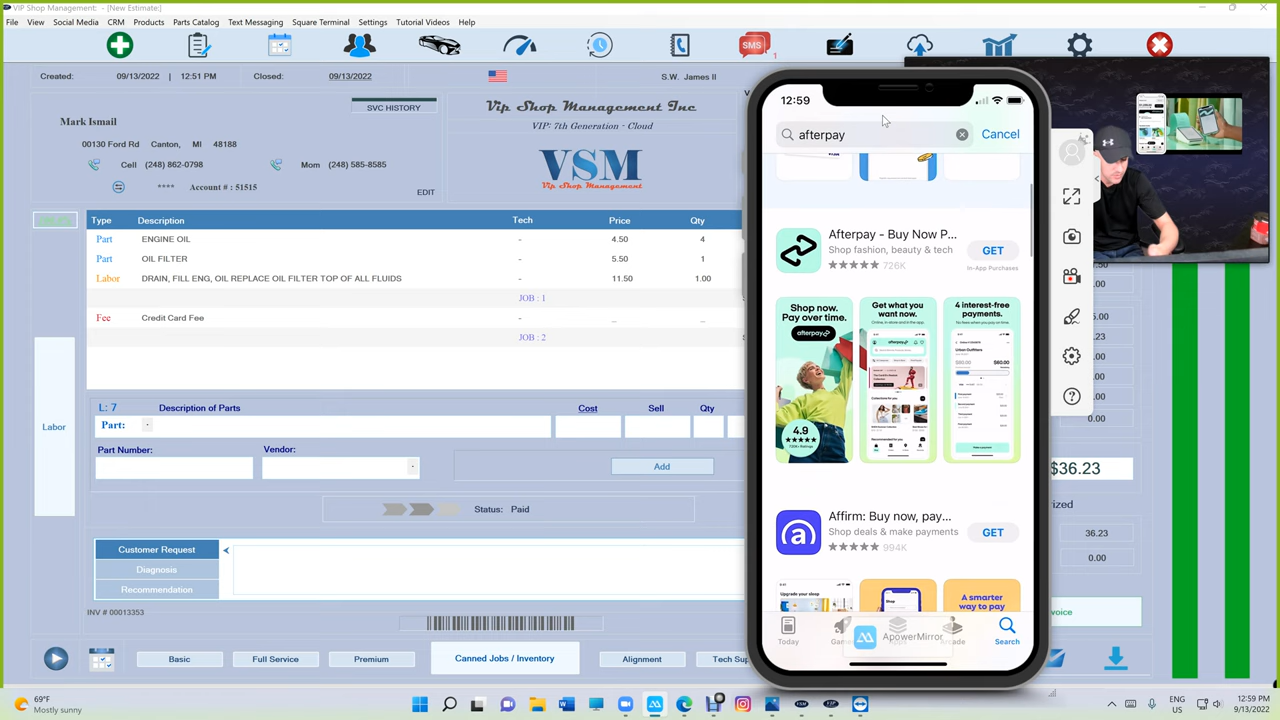 VIP Shop Management: - [New Estimate:]
File View Social Media CRM Products Parts Catalog Text Messaging Square Terminal Settings Tutorial Videos Help
SMS
1
Created: 09/13/2022 | 12:51 PM Closed: 09/13/2022 S.W. James II
SVC HISTORY
Mark Ismail
00130 Ford Rd Canton, MI 48188
Cell (248) 862-0798 Mom (248) 585-8585
**** Account # : 51515
EDIT
Vip Shop Management Inc
VIP: 7th Generation - Cloud
VSM
Vip Shop Management
Type Description Tech Price Qty
Part ENGINE OIL - 4.50 4
Part OIL FILTER - 5.50 1
Labor DRAIN, FILL ENG, OIL REPLACE OIL FILTER TOP OF ALL FLUIDS - 11.50 1.00
JOB : 1
Fee Credit Card Fee - _ _
JOB : 2
Labor
L: 7 Description of Parts Cost Sell Qty
Part:
Part Number: Vendor:
Add
Status: Paid
Customer Request
Diagnosis
Recommendation
INV # 00013353
Basic Full Service Premium Canned Jobs / Inventory Alignment Tech Sup
12:59
afterpay
Cancel
Afterpay - Buy Now P...
Shop fashion, beauty & tech
726K
GET
In-App Purchases
Shop now.
Pay over time.
afterpay
4.9
Get what you
want now.
4 interest-free
payments.
Affirm: Buy now, pay...
Shop deals & make payments
994K
GET
A smarter
way to pay
Today Arcade Search
ApowerMirror
$36.23
rized
36.23
0.00
voice
69°F
Mostly sunny
ENG
US
12:59 PM
9/13/2022